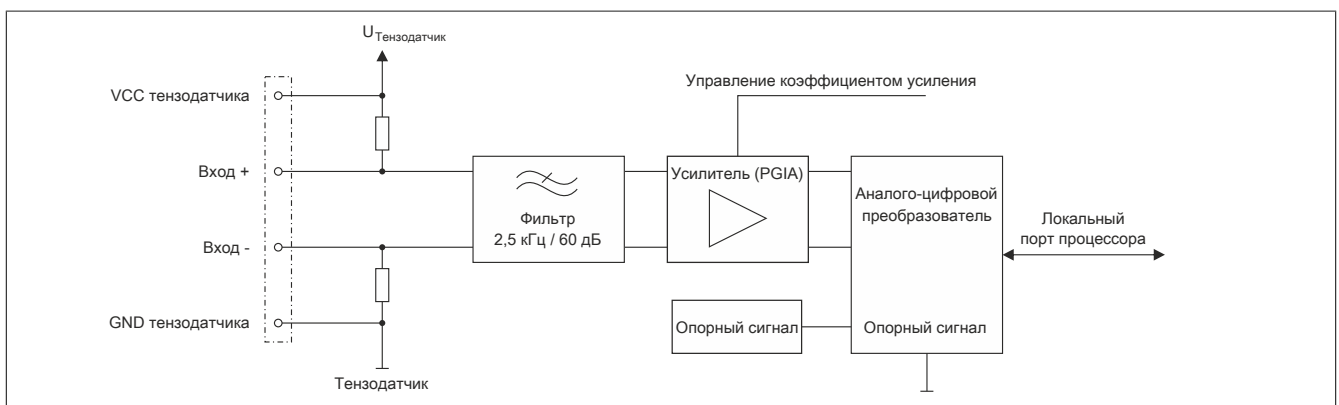 UТензодатчик
Управление коэффициентом усиления
VCC тензодатчика
Вход +
Усилитель (PGIA)
Аналого-цифровой
преобразователь
Фильтр
2,5 кГц / 60 дБ
Локальный
порт процессора
Вход -
GND тензодатчика
Опорный сигнал
Опорный сигнал
Тензодатчик